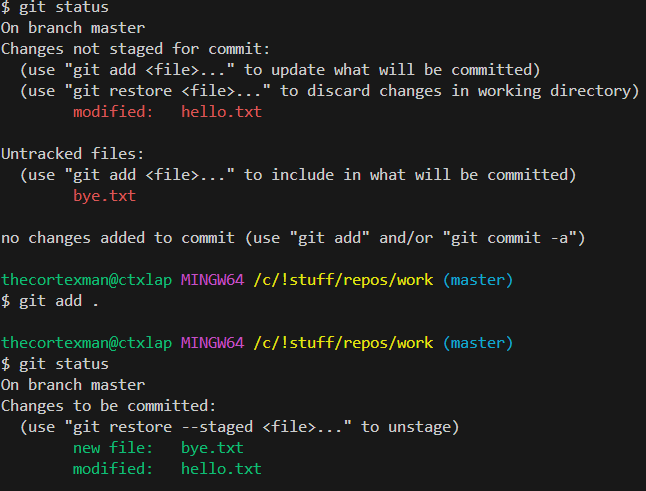 $ git status
On branch master
Changes not staged for commit:
  (use "git add <file>..." to update what will be committed)
  (use "git restore <file>..." to discard changes in working directory)
        modified:   hello.txt

Untracked files:
  (use "git add <file>..." to include in what will be committed)
        bye.txt

no changes added to commit (use "git add" and/or "git commit -a")

thecortexman@ctxlap MINGW64 /c/!stuff/repos/work (master)
$ git add .

thecortexman@ctxlap MINGW64 /c/!stuff/repos/work (master)
$ git status
On branch master
Changes to be committed:
  (use "git restore --staged <file>..." to unstage)
        new file:   bye.txt
        modified:   hello.txt